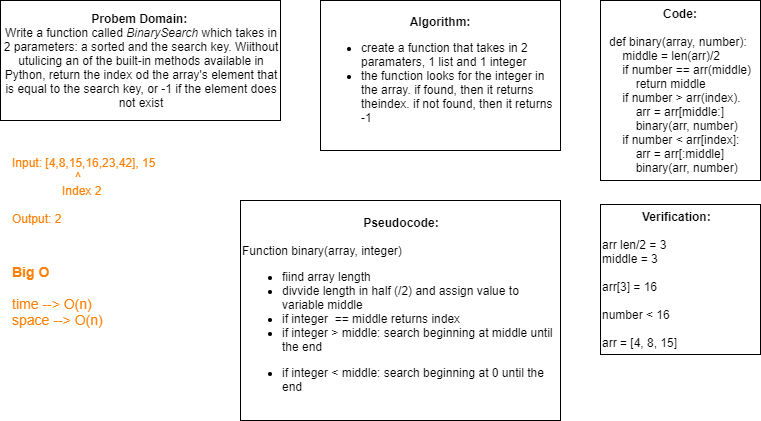 Probem Domain:
Write a function called BinarySearch which takes in
2 parameters: a sorted and the search key. Wiithout
utulicing an of the built-in methods available in
Python, return the index od the array's element that
is equal to the search key, or -1 if the element does
not exist
Input: [4,8,15,16,23,42], 15
^
Index 2
Output: 2
Big O
time --> O(n)
space --> O(n)
Algorithm:
• create a function that takes in 2
paramaters, 1 list and 1 integer
• the function looks for the integer in
the array. if found, then it returns
theindex. if not found, then it returns
-1
Pseudocode:
Function binary(array, integer)
• fiind array length
• divvide length in half (/2) and assign value to
variable middle
• if integer == middle returns index
• if integer > middle: search beginning at middle until
the end
• if integer < middle: search beginning at 0 until the
end
Code:
def binary(array, number):
middle = len(arr)/2
if number == arr(middle)
return middle
if number > arr(index).
arr = arr[middle:]
binary(arr, number)
if number < arr[index]:
arr = arr[:middle]
binary(arr, number)
Verification:
arr len/2 = 3
middle = 3
arr[3] = 16
number < 16
arr = [4, 8, 15]